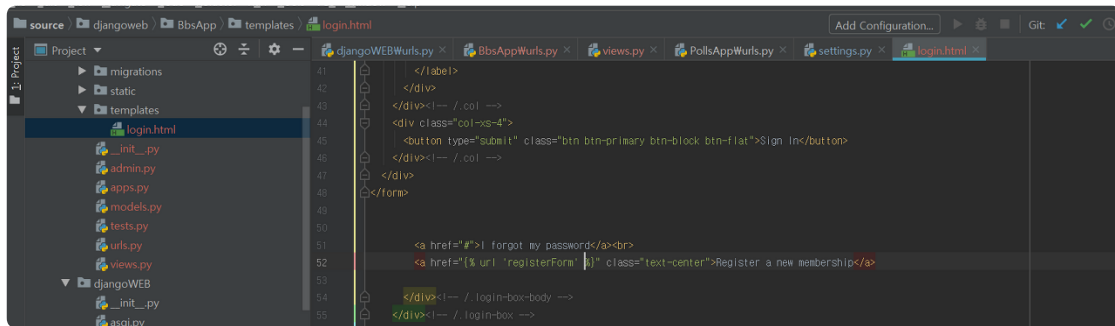 source djangoweb BbsApp templates login.html Add Configuration... Git:
1: Project
Project
djangoWEB₩urls.py BbsApp₩urls.py views.py PollsApp₩urls.py settings.py login.html
migrations
static
templates
login.html
__init__.py
admin.py
apps.py
models.py
tests.py
urls.py
views.py
djangoWEB
__init__.py
asgi.py
41 </label>
42 </div>
43 </div><!-- /.col -->
44 <div class="col-xs-4">
45 <button type="submit" class="btn btn-primary btn-block btn-flat">Sign In</button>
46 </div><!-- /.col -->
47 </div>
48 </form>
49
50
51 <a href="#">I forgot my password</a><br>
52 <a href="{% url 'registerForm' %}" class="text-center">Register a new membership</a>
53
54 </div><!-- /.login-box-body -->
55 </div><!-- /.login-box -->